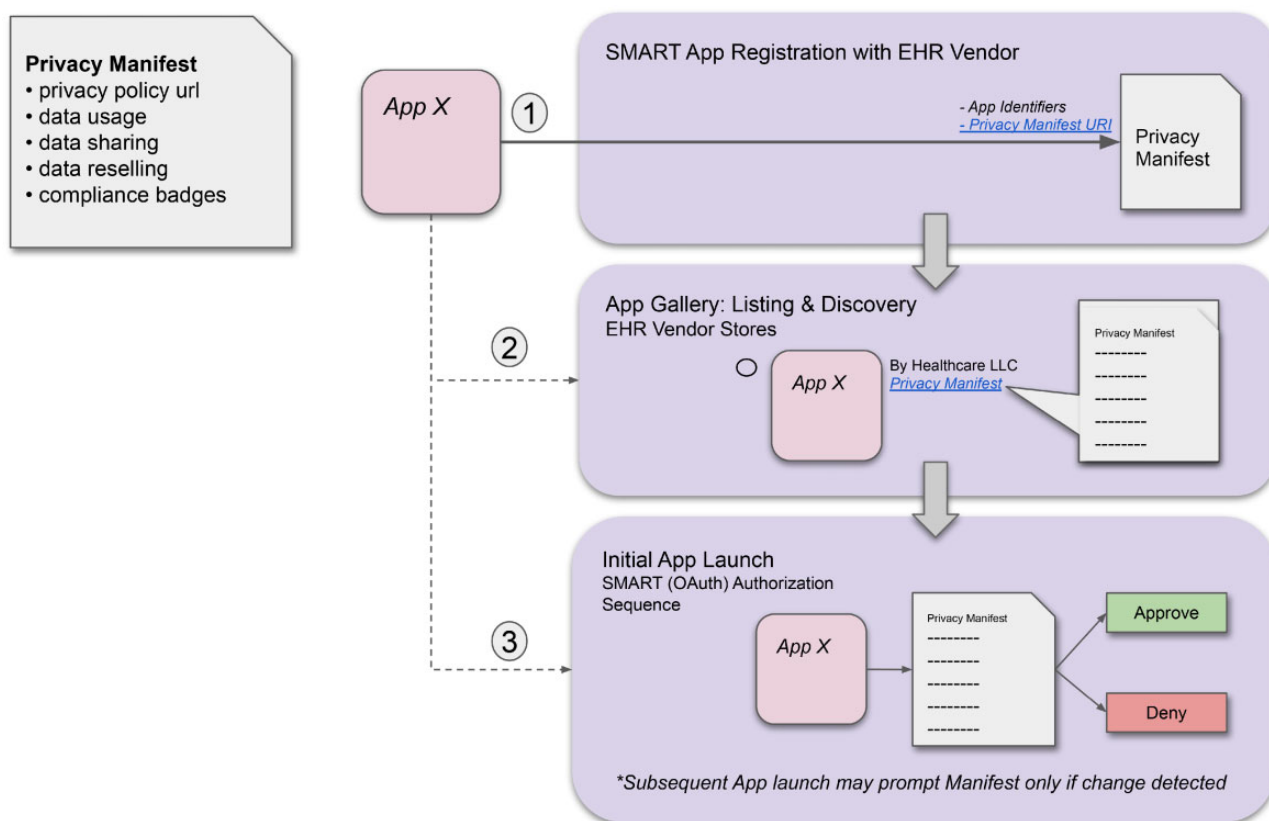 Privacy Manifest
• privacy policy url
• data usage
• data sharing
• data reselling
• compliance badges
App X
1
SMART App Registration with EHR Vendor
- App Identifiers
- Privacy Manifest URI
Privacy
Manifest
2
App Gallery: Listing & Discovery
EHR Vendor Stores
App X
By Healthcare LLC
Privacy Manifest
Privacy Manifest
--------
--------
--------
--------
--------
3
Initial App Launch
SMART (OAuth) Authorization
Sequence
App X
Privacy Manifest
--------
--------
--------
--------
--------
Approve
Deny
*Subsequent App launch may prompt Manifest only if change detected